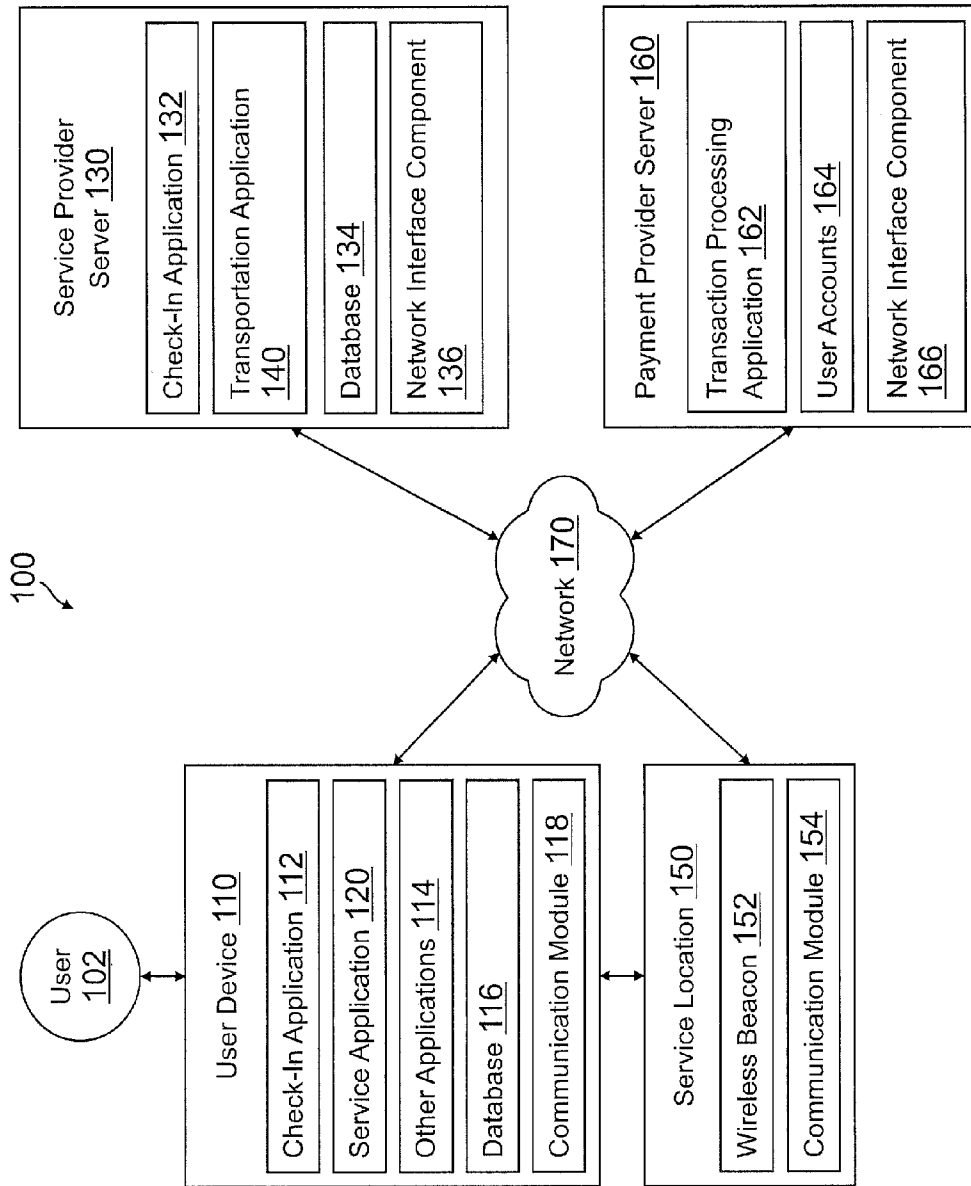 100
User
102
User Device 110
Check-In Application 112
Service Application 120
Other Applications 114
Database 116
Communication Module 118
Service Location 150
Wireless Beacon 152
Communication Module 154
Network 170
Service Provider
Server 130
Check-In Application 132
Transportation Application
140
Database 134
Network Interface Component
136
Payment Provider Server 160
Transaction Processing
Application 162
User Accounts 164
Network Interface Component
166